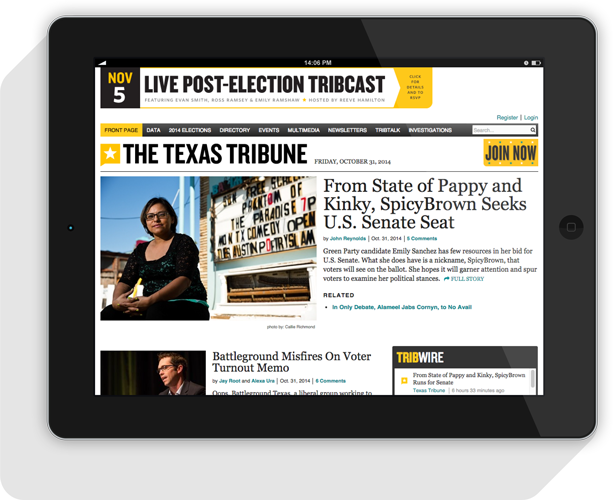 14:06 PM
NOV
5
LIVE POST-ELECTION TRIBCAST
FEATURING EVAN SMITH, ROSS RAMSEY & EMILY RAMSHAW ★ HOSTED BY REEVE HAMILTON
CLICK
FOR
DETAILS
AND TO
RSVP
Register | Login
FRONT PAGE DATA 2014 ELECTIONS DIRECTORY EVENTS MULTIMEDIA NEWSLETTERS TRIBTALK INVESTIGATIONS Search...
THE TEXAS TRIBUNE FRIDAY, OCTOBER 31, 2014
JOIN NOW
SUN FREE SCREEN
PHANTOM OF
THE PARADISE 7P
MONTY COMEDY OPEN
AUSTIN POETRY SLAM
From State of Pappy and
Kinky, SpicyBrown Seeks
U.S. Senate Seat
by John Reynolds | Oct. 31, 2014 | 5 Comments
Green Party candidate Emily Sanchez has few resources in her bid for
U.S. Senate. What she does have is a nickname, SpicyBrown, that
voters will see on the ballot. She hopes it will garner attention and spur
voters to examine her political stances. FULL STORY
RELATED
• In Only Debate, Alameel Jabs Cornyn, to No Avail
photo by: Callie Richmond
Battleground Misfires On Voter
Turnout Memo
by Jay Root and Alexa Ura | Oct. 31, 2014 | 6 Comments
Oops. Battleground Texas, a liberal group working to
TRIBWIRE
From State of Pappy and Kinky, SpicyBrown
Runs for Senate
Texas Tribune | 8 hours 53 minutes ago